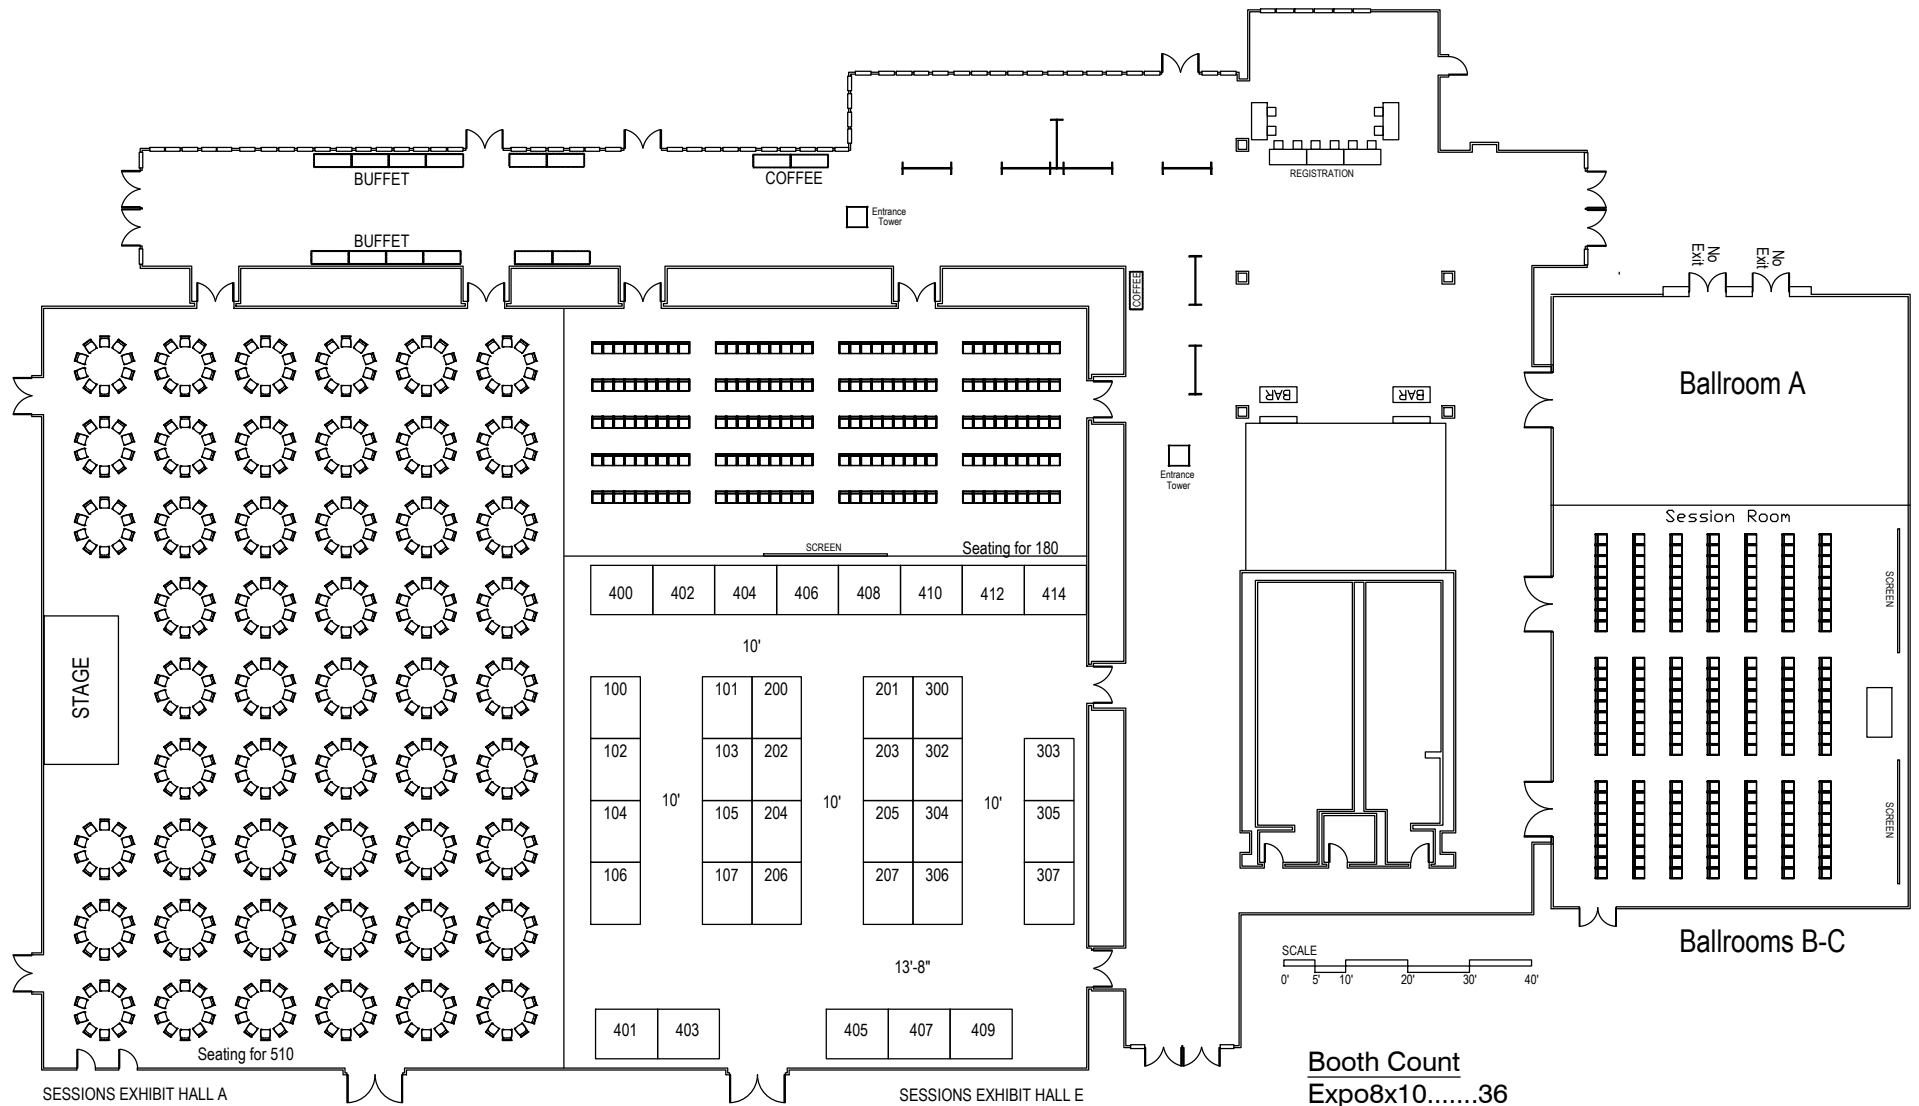 BUFFET
COFFEE
REGISTRATION
Entrance
Tower
BUFFET
COFFEE
No
Exit
No
Exit
BAR
BAR
Ballroom A
Entrance
Tower
Session Room
SCREEN
Seating for 180
SCREEN
400 402 404 406 408 410 412 414
10'
STAGE
100 101 200 201 300
102 103 202 203 302 303
10' 10' 10'
104 105 204 205 304 305
SCREEN
106 107 206 207 306 307
Ballrooms B-C
13'-8"
SCALE
0' 5' 10' 20' 30' 40'
401 403 405 407 409
Seating for 510
SESSIONS EXHIBIT HALL A
SESSIONS EXHIBIT HALL E
Booth Count
Expo8x10.......36